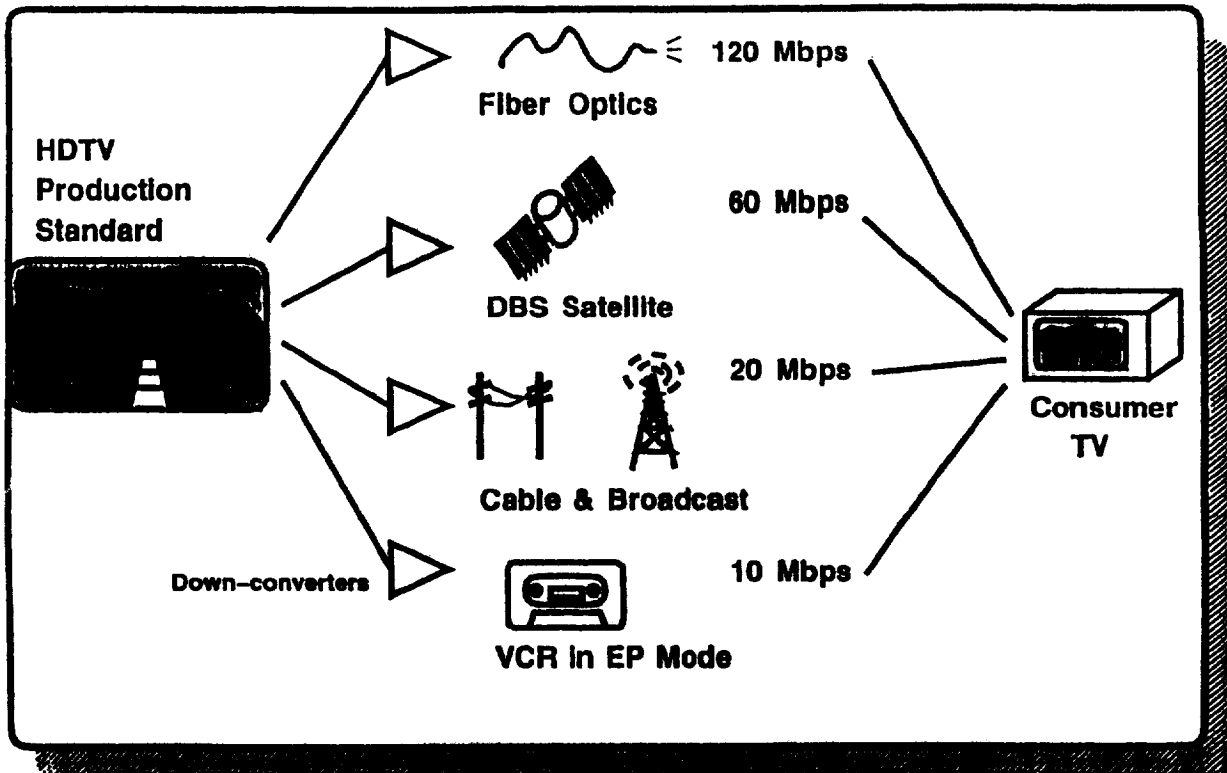 120 Mbps
Fiber Optics
HDTV
Production
Standard
60 Mbps
DBS Satellite
20 Mbps
Cable & Broadcast
Consumer
TV
Down-converters
10 Mbps
VCR in EP Mode